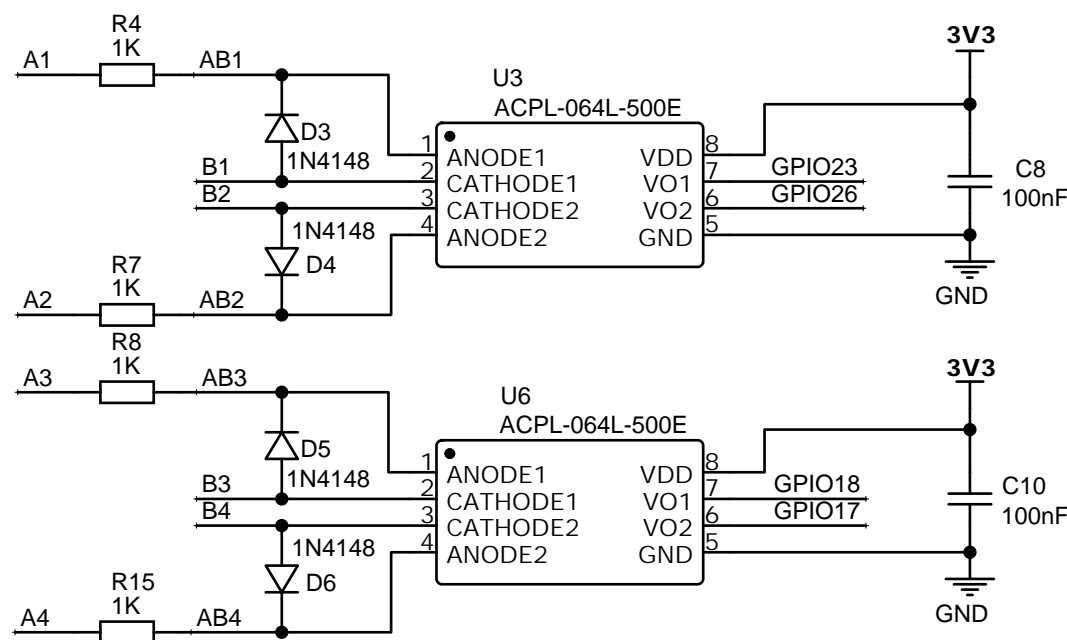 R4
1K
A1
AB1
D3
1N4148
B1
B2
1N4148
D4
R7
1K
A2
AB2
U3
ACPL-064L-500E
1 ANODE1 VDD 8
2 CATHODE1 VO1 7
3 CATHODE2 VO2 6
4 ANODE2 GND 5
GPIO23
GPIO26
3V3
C8
100nF
GND
R8
1K
A3
AB3
D5
1N4148
B3
B4
1N4148
D6
R15
1K
A4
AB4
U6
ACPL-064L-500E
1 ANODE1 VDD 8
2 CATHODE1 VO1 7
3 CATHODE2 VO2 6
4 ANODE2 GND 5
GPIO18
GPIO17
3V3
C10
100nF
GND